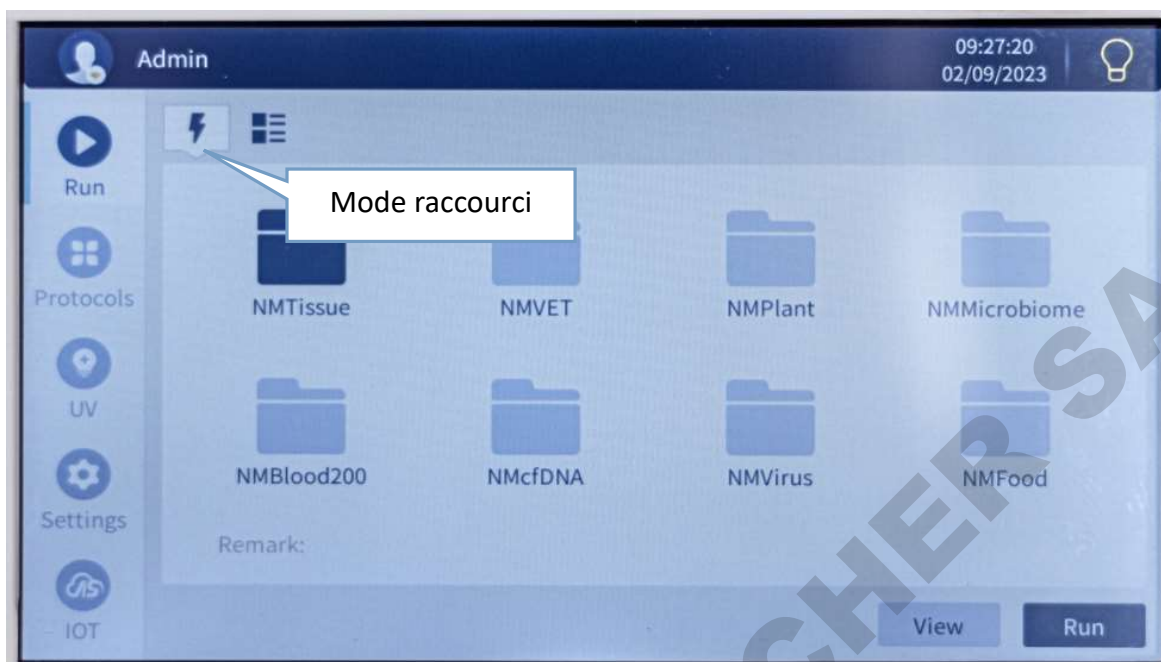 Admin
09:27:20
02/09/2023
Run
Mode raccourci
Protocols
NMTissue
NMVET
NMPlant
NMMicrobiome
UV
NMBlood200
NMcfDNA
NMVirus
NMFood
Settings
Remark:
IOT
View
Run